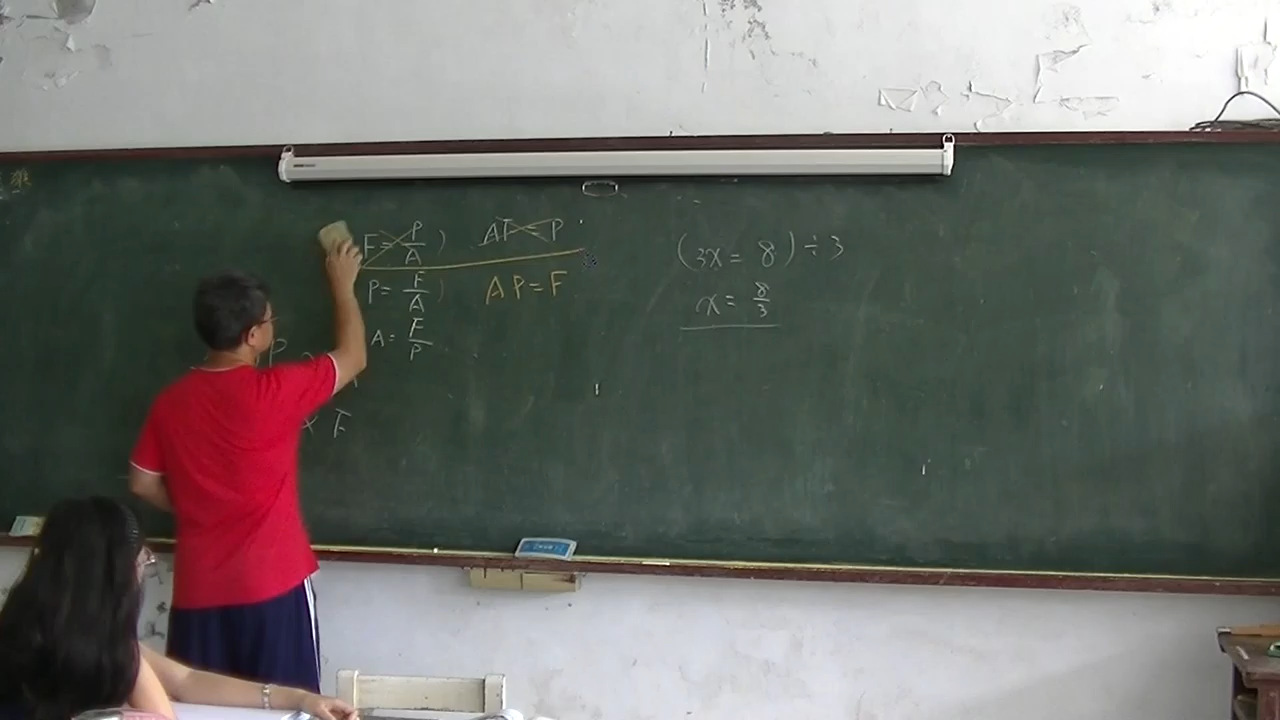 F = P/A ) AF = P
P = F/A ) AP = F
A = F/P
P
x F
(3x = 8) ÷ 3
x = 8/3